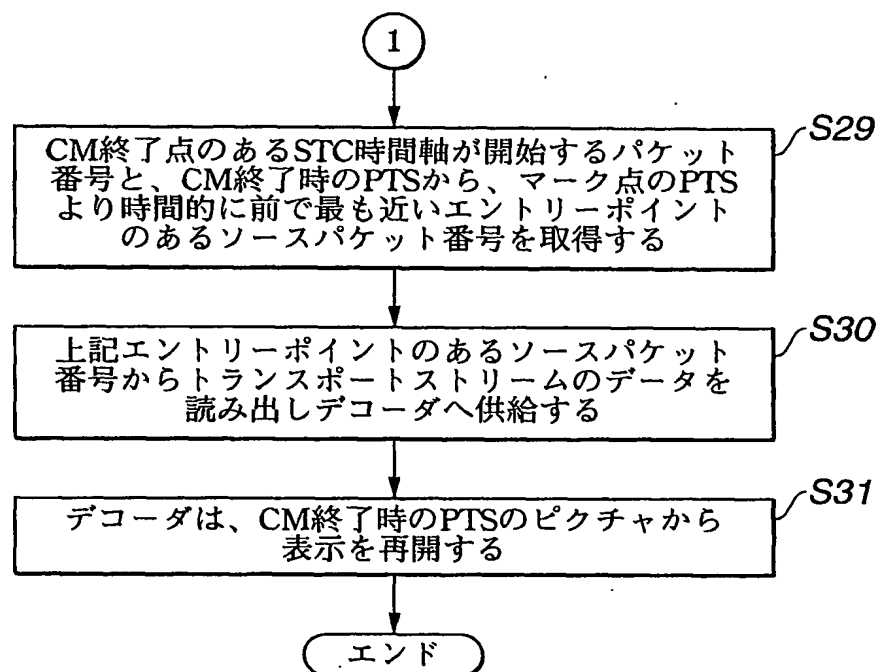 1
S29
CM終了点のあるSTC時間軸が開始するパケット
番号と、CM終了時のPTSから、マーク点のPTS
より時間的に前で最も近いエントリーポイント
のあるソースパケット番号を取得する
S30
上記エントリーポイントのあるソースパケット
番号からトランスポートストリームのデータを
読み出しデコーダへ供給する
S31
デコーダは、CM終了時のPTSのピクチャから
表示を再開する
エンド